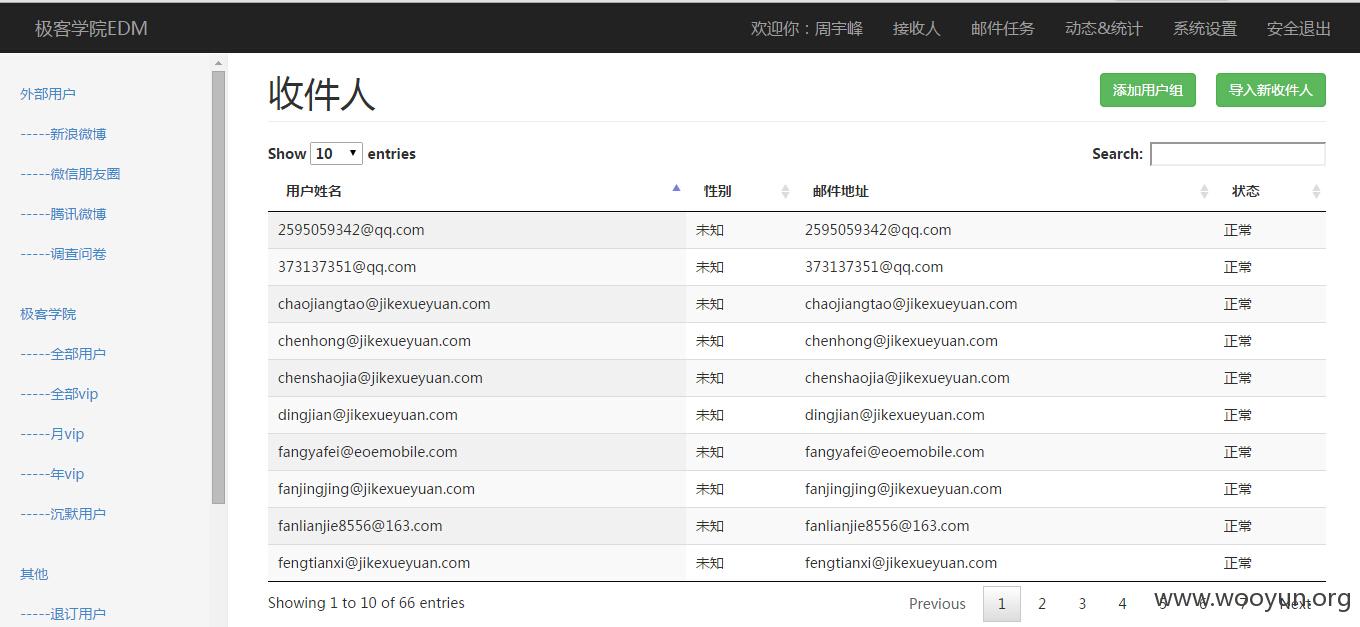 极客学院EDM 欢迎你：周宇峰 接收人 邮件任务 动态&统计 系统设置 安全退出
外部用户
-----新浪微博
-----微信朋友圈
-----腾讯微博
-----调查问卷
极客学院
-----全部用户
-----全部vip
-----月vip
-----年vip
-----沉默用户
其他
-----退订用户
收件人 添加用户组 导入新收件人
Show 10 entries Search:
用户姓名 性别 邮件地址 状态
2595059342@qq.com 未知 2595059342@qq.com 正常
373137351@qq.com 未知 373137351@qq.com 正常
chaojiangtao@jikexueyuan.com 未知 chaojiangtao@jikexueyuan.com 正常
chenhong@jikexueyuan.com 未知 chenhong@jikexueyuan.com 正常
chenshaojia@jikexueyuan.com 未知 chenshaojia@jikexueyuan.com 正常
dingjian@jikexueyuan.com 未知 dingjian@jikexueyuan.com 正常
fangyafei@eoemobile.com 未知 fangyafei@eoemobile.com 正常
fanjingjing@jikexueyuan.com 未知 fanjingjing@jikexueyuan.com 正常
fanlianjie8556@163.com 未知 fanlianjie8556@163.com 正常
fengtianxi@jikexueyuan.com 未知 fengtianxi@jikexueyuan.com 正常
Showing 1 to 10 of 66 entries Previous 1 2 3 4 5 6 7 Next
www.wooyun.org